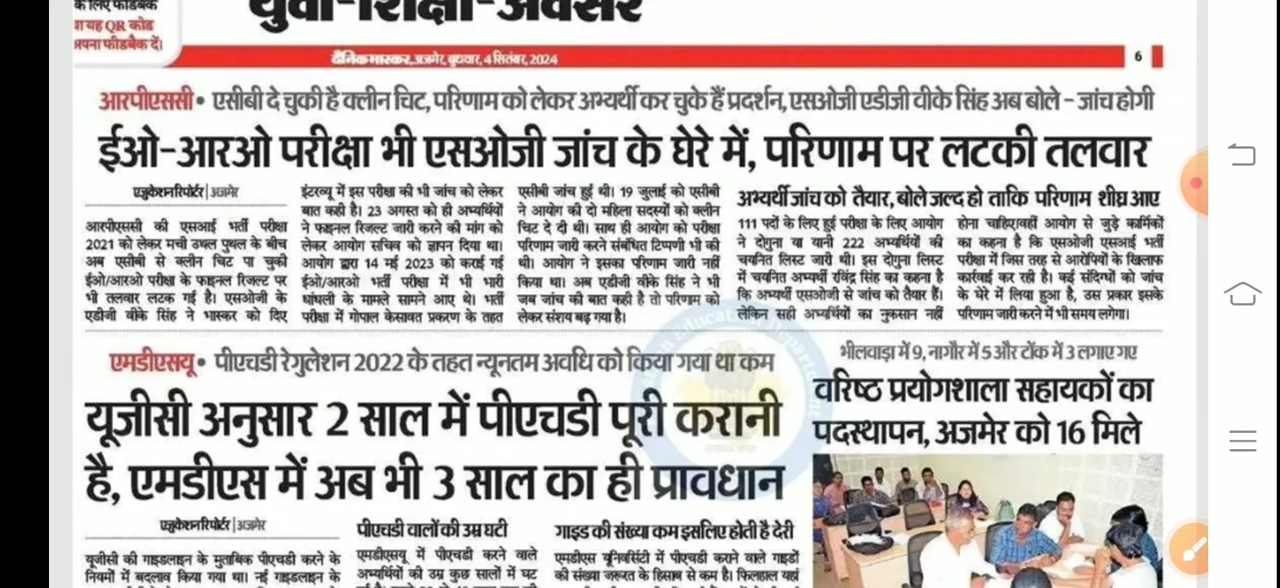 के लिए फीडबैक
या यह QR कोड
अपना फीडबैक दें।
युवा-शिक्षा-अवसर
दैनिक भास्कर, अजमेर, बुधवार, 4 सितंबर, 2024
6
आरपीएससी • एसीबी दे चुकी है क्लीन चिट, परिणाम को लेकर अभ्यर्थी कर चुके हैं प्रदर्शन, एसओजी एडीजी वीके सिंह अब बोले - जांच होगी
ईओ-आरओ परीक्षा भी एसओजी जांच के घेरे में, परिणाम पर लटकी तलवार
एजुकेशन रिपोर्टर | अजमेर
आरपीएससी की एसआई भर्ती परीक्षा
2021 को लेकर मची उथल पुथल के बीच
अब एसीबी से क्लीन चिट पा चुकी
ईओ/आरओ परीक्षा के फाइनल रिजल्ट पर
भी तलवार लटक गई है। एसओजी के
एडीजी वीके सिंह ने भास्कर को दिए
इंटरव्यू में इस परीक्षा की भी जांच को लेकर
बात कही है। 23 अगस्त को ही अभ्यर्थियों
ने फाइनल रिजल्ट जारी करने की मांग को
लेकर आयोग सचिव को ज्ञापन दिया था।
आयोग द्वारा 14 मई 2023 को कराई गई
ईओ/आरओ भर्ती परीक्षा में भी भारी
धांधली के मामले सामने आए थे। भर्ती
परीक्षा में गोपाल केसावत प्रकरण के तहत
एसीबी जांच हुई थी। 19 जुलाई को एसीबी
ने आयोग की दो महिला सदस्यों को क्लीन
चिट दे दी थी। साथ ही आयोग को परीक्षा
परिणाम जारी करने संबंधित टिप्पणी भी की
थी। आयोग ने इसका परिणाम जारी नहीं
किया था। अब एडीजी वीके सिंह ने भी
जब जांच की बात कही है तो परिणाम को
लेकर संशय बढ़ गया है।
अभ्यर्थी जांच को तैयार, बोले जल्द हो ताकि परिणाम शीघ्र आए
111 पदों के लिए हुई परीक्षा के लिए आयोग
ने दोगुना या यानी 222 अभ्यर्थियों की
चयनित लिस्ट जारी थी। इस दोगुना लिस्ट
में चयनित अभ्यर्थी रविंद्र सिंह का कहना है
कि अभ्यर्थी एसओजी से जांच को तैयार हैं।
लेकिन सही अभ्यर्थियों का नुकसान नहीं
होना चाहिए।वहीं आयोग से जुड़े कार्मिकों
का कहना है कि एसओजी एसआई भर्ती
परीक्षा में जिस तरह से आरोपियों के खिलाफ
कार्रवाई कर रही है। कई संदिग्धों को जांच
के घेरे में लिया हुआ है, उस प्रकार इसके
परिणाम जारी करने में भी समय लगेगा।
एमडीएसयू • पीएचडी रेगुलेशन 2022 के तहत न्यूनतम अवधि को किया गया था कम
यूजीसी अनुसार 2 साल में पीएचडी पूरी करानी
है, एमडीएस में अब भी 3 साल का ही प्रावधान
एजुकेशन रिपोर्टर | अजमेर
यूजीसी की गाइडलाइन के मुताबिक पीएचडी करने के
नियमों में बदलाव किया गया था। नई गाइडलाइन के
पीएचडी वालों की उम्र घटी
एमडीएसयू में पीएचडी करने वाले
अभ्यर्थियों की उम्र कुछ सालों में घट
गाइड की संख्या कम इसलिए होती है देरी
एमडीएस यूनिवर्सिटी में पीएचडी कराने वाले गाइडों
की संख्या जरूरत के हिसाब से कम है। फिलहाल यहां
भीलवाड़ा में 9, नागौर में 5 और टोंक में 3 लगाए गए
वरिष्ठ प्रयोगशाला सहायकों का
पदस्थापन, अजमेर को 16 मिले